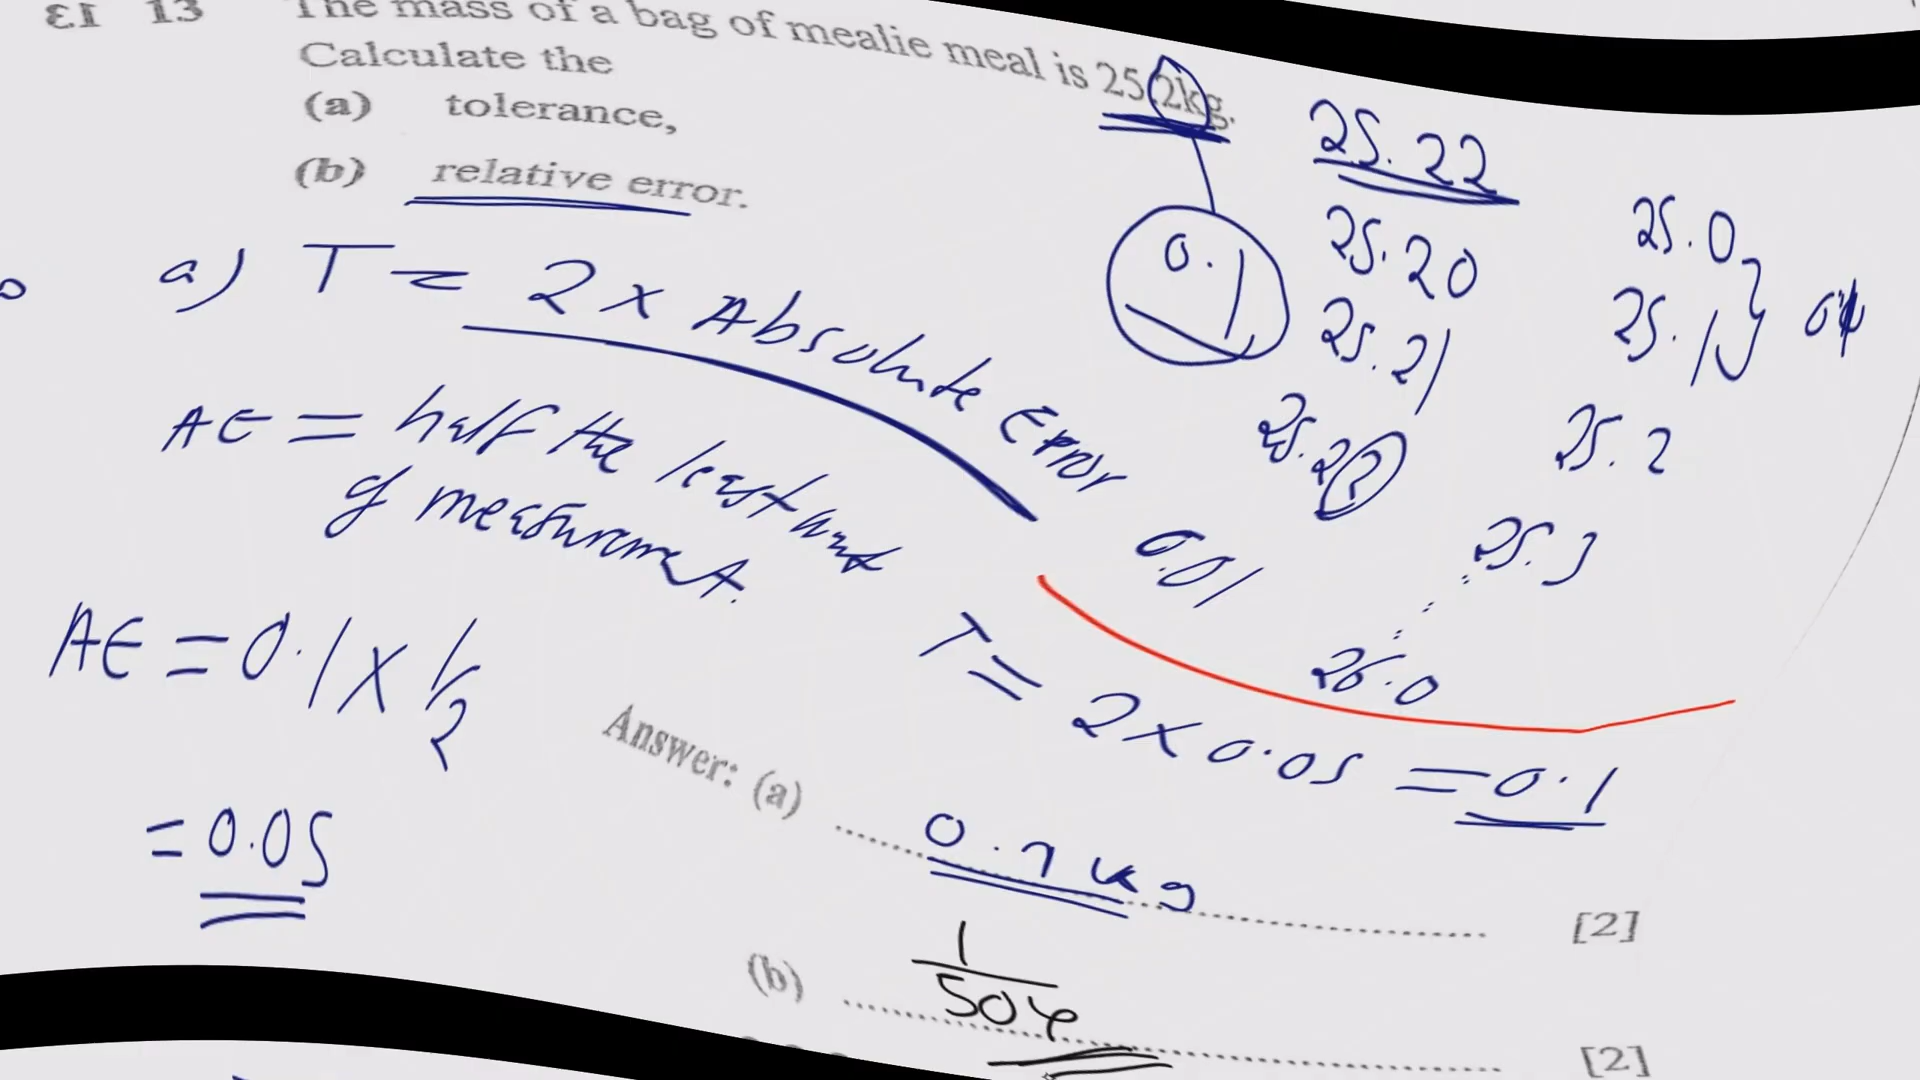 13 The mass of a bag of mealie meal is 25.2kg.
Calculate the
(a) tolerance,
(b) relative error.
a) T = 2 x Absolute Error
AE = half the least unit
of measurement.
AE = 0.1 x 1/2
= 0.05
0.1
25.22
25.20
25.21
25.22
0.01
25.0
25.1
25.2
25.3
26.0
T = 2 x 0.05 = 0.1
Answer: (a) 0.1 kg [2]
(b) 1/504 [2]